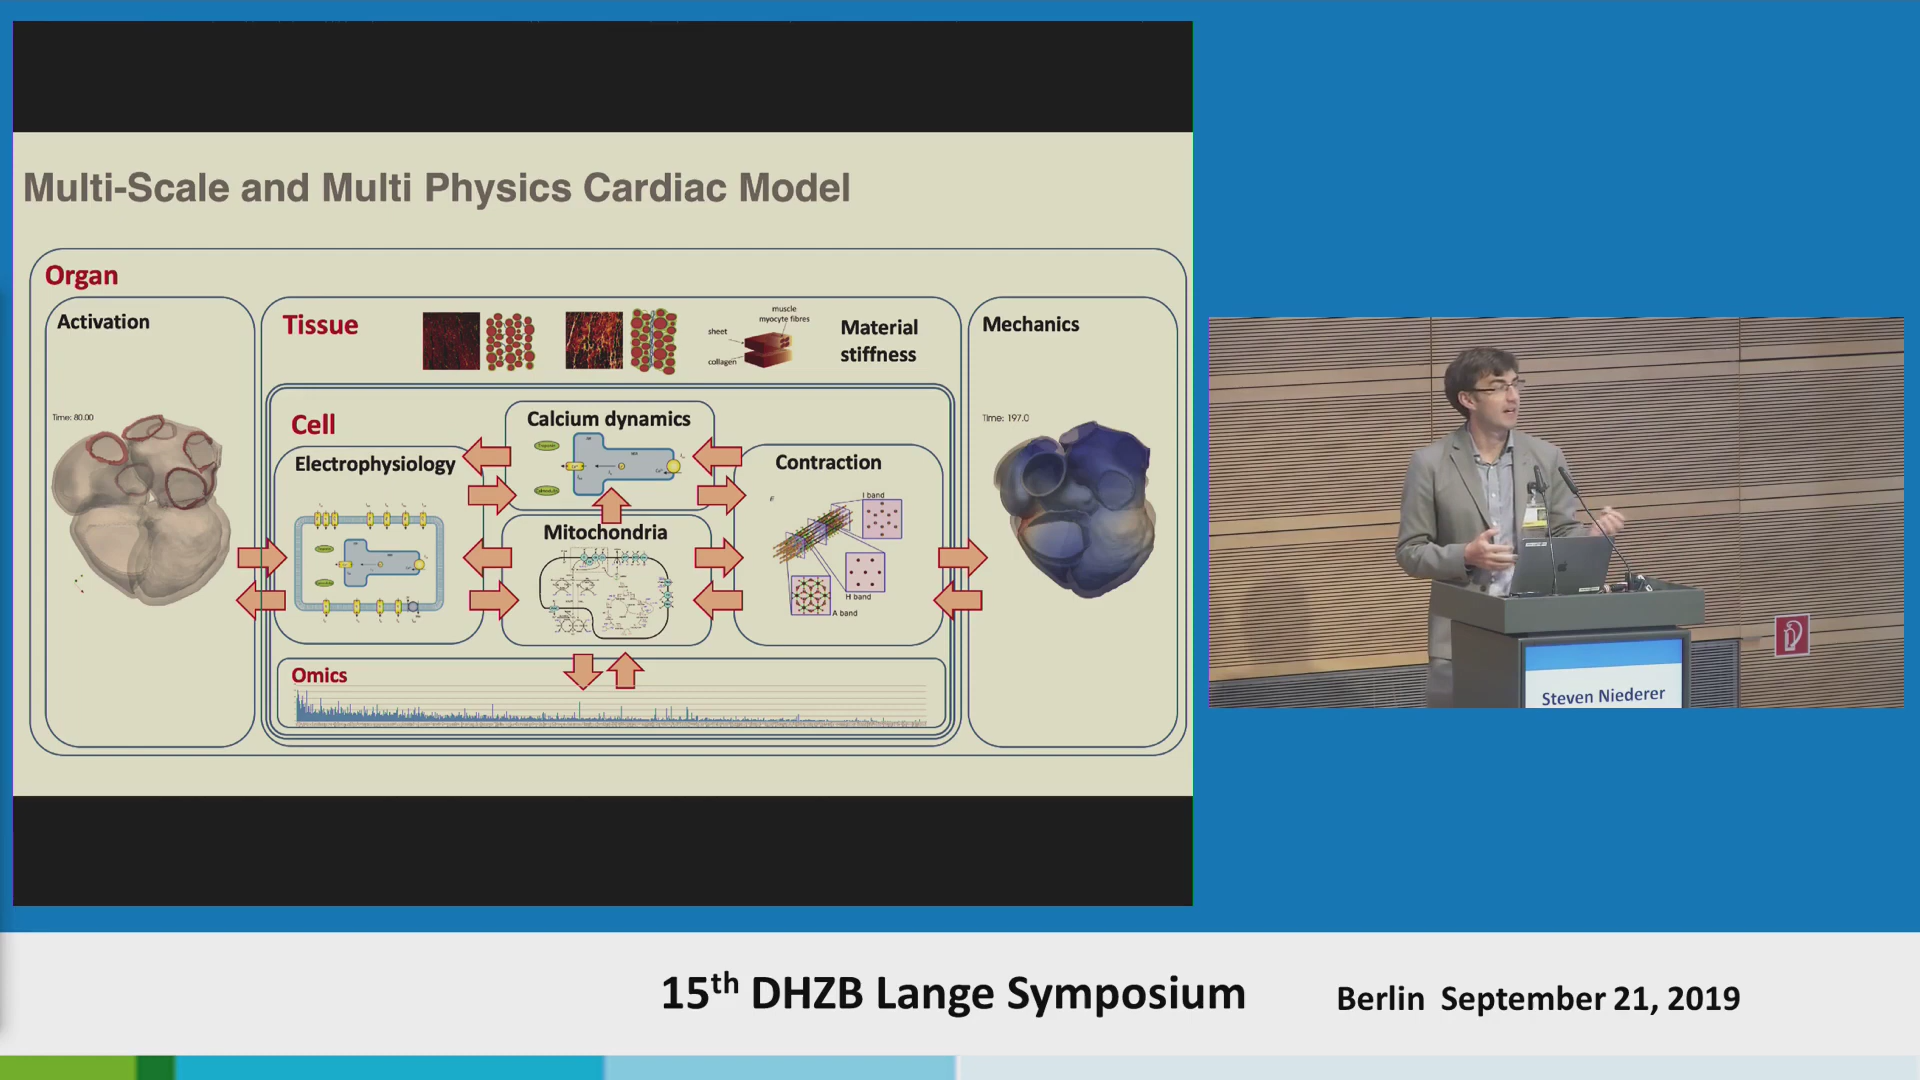 Multi-Scale and Multi Physics Cardiac Model
Organ
Activation
Time: 80.00
Tissue
sheet
collagen
muscle
myocyte fibres
Material
stiffness
Mechanics
Time: 197.0
Cell
Electrophysiology
Calcium dynamics
Mitochondria
Contraction
I band
H band
A band
Omics
Steven Niederer
15th DHZB Lange Symposium
Berlin September 21, 2019